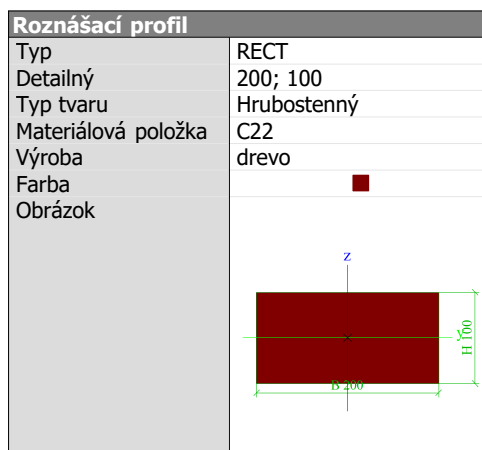 Roznášací profil
Typ RECT
Detailný 200; 100
Typ tvaru Hrubostenný
Materiálová položka C22
Výroba drevo
Farba
Obrázok
z
y
H 100
B 200